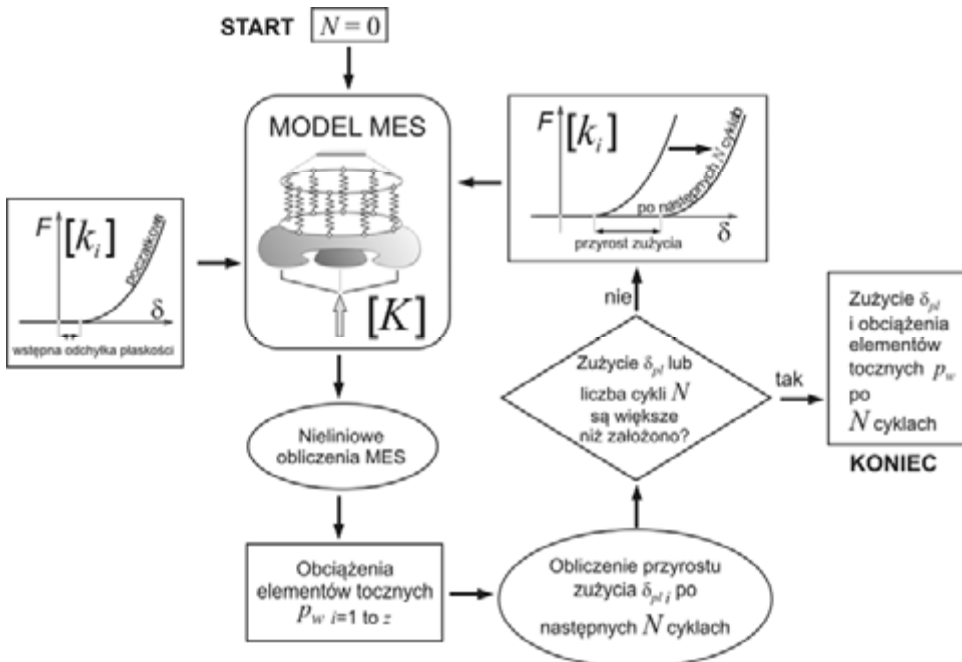 START N = 0
MODEL MES
[K]
F [kᵢ]
początkowe
δ
wstępna odchyłka płaskości
F [kᵢ]
po następnych N cyklach
δ
przyrost zużycia
Nieliniowe
obliczenia MES
Obciążenia
elementów tocznych
p_w i=1 to z
Obliczenie przyrostu
zużycia δ_pl i po
następnych N cyklach
Zużycie δ_pl lub
liczba cykli N
są większe
niż założono?
nie
tak
Zużycie δ_pl
i obciążenia
elementów
tocznych p_w
po
N cyklach
KONIEC